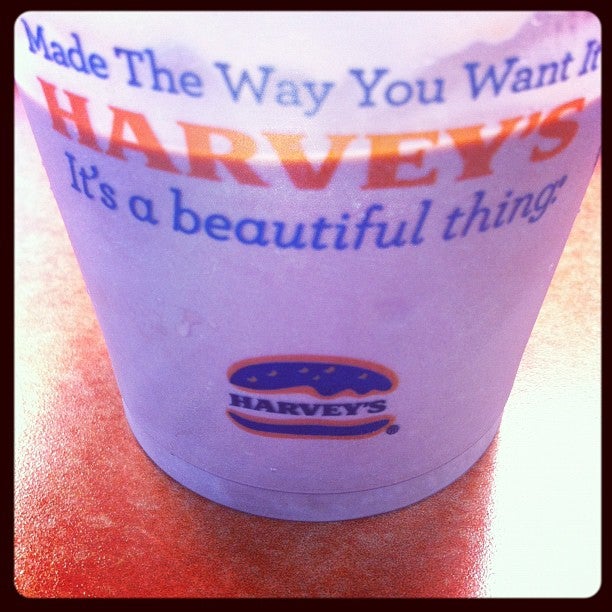 Made The Way You Want It
HARVEY'S
It's a beautiful thing.
HARVEY'S
®